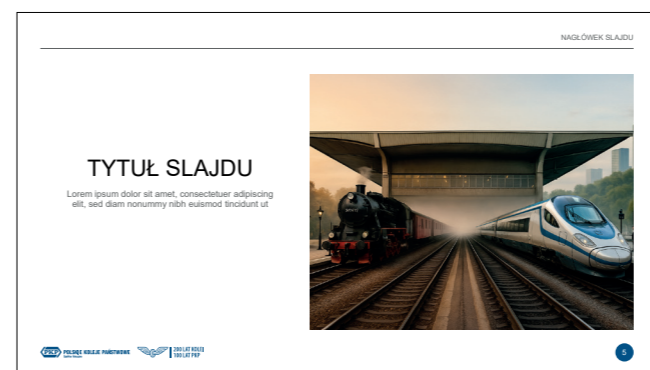 NAGŁÓWEK SLAJDU
TYTUŁ SLAJDU
Lorem ipsum dolor sit amet, consectetuer adipiscing
elit, sed diam nonummy nibh euismod tincidunt ut
PKP POLSKIE KOLEJE PAŃSTWOWE
200 LAT KOLEI
100 LAT PKP
5